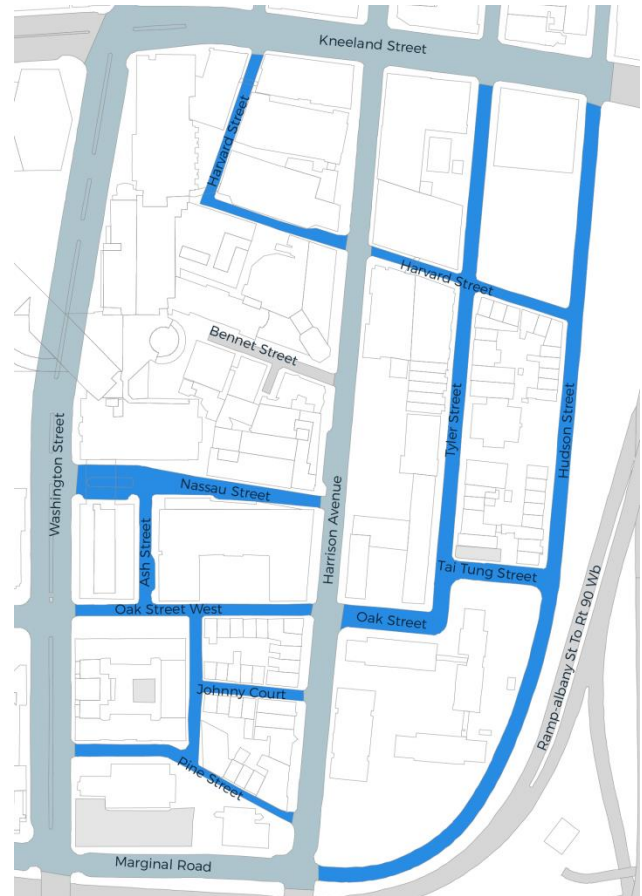 Kneeland Street
Harvard Street
Harvard Street
Bennet Street
Tyler Street
Hudson Street
Washington Street
Nassau Street
Harrison Avenue
Ash Street
Tai Tung Street
Oak Street West
Oak Street
Ramp-albany St To Rt 90 Wb
Johnny Court
Pine Street
Marginal Road